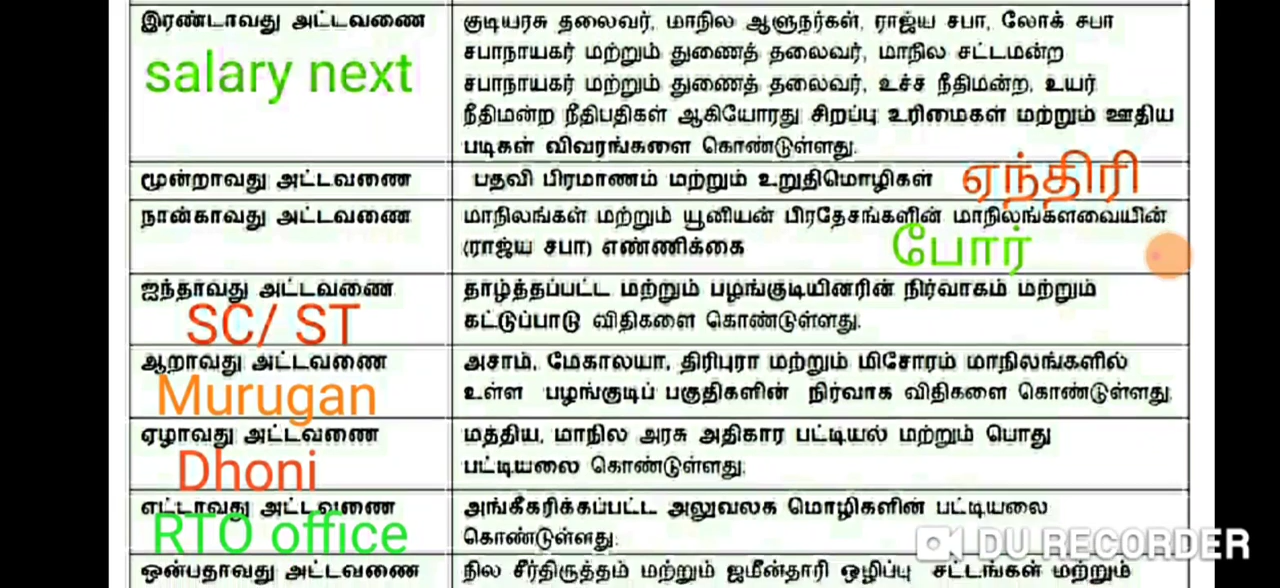 இரண்டாவது அட்டவணை
salary next
குடியரசு தலைவர், மாநில ஆளுநர்கள், ராஜ்ய சபா, லோக் சபா
சபாநாயகர் மற்றும் துணைத் தலைவர், மாநில சட்டமன்ற
சபாநாயகர் மற்றும் துணைத் தலைவர், உச்ச நீதிமன்ற, உயர்
நீதிமன்ற நீதிபதிகள் ஆகியோரது சிறப்பு உரிமைகள் மற்றும் ஊதிய
படிகள் விவரங்களை கொண்டுள்ளது.
மூன்றாவது அட்டவணை
பதவி பிரமாணம் மற்றும் உறுதிமொழிகள்
ஏந்திரி
நான்காவது அட்டவணை
மாநிலங்கள் மற்றும் யூனியன் பிரதேசங்களின் மாநிலங்களவையின்
(ராஜ்ய சபா) எண்ணிக்கை
போர்
ஐந்தாவது அட்டவணை
SC/ ST
தாழ்த்தப்பட்ட மற்றும் பழங்குடியினரின் நிர்வாகம் மற்றும்
கட்டுப்பாடு விதிகளை கொண்டுள்ளது.
ஆறாவது அட்டவணை
Murugan
அசாம், மேகாலயா, திரிபுரா மற்றும் மிசோரம் மாநிலங்களில்
உள்ள பழங்குடிப் பகுதிகளின் நிர்வாக விதிகளை கொண்டுள்ளது.
ஏழாவது அட்டவணை
Dhoni
மத்திய, மாநில அரசு அதிகார பட்டியல் மற்றும் பொது
பட்டியலை கொண்டுள்ளது.
எட்டாவது அட்டவணை
RTO office
அங்கீகரிக்கப்பட்ட அலுவலக மொழிகளின் பட்டியலை
கொண்டுள்ளது.
DU RECORDER
ஒன்பதாவது அட்டவணை
நில சீர்திருத்தம் மற்றும் ஜமீன்தாரி ஒழிப்பு சட்டங்கள் மற்றும்